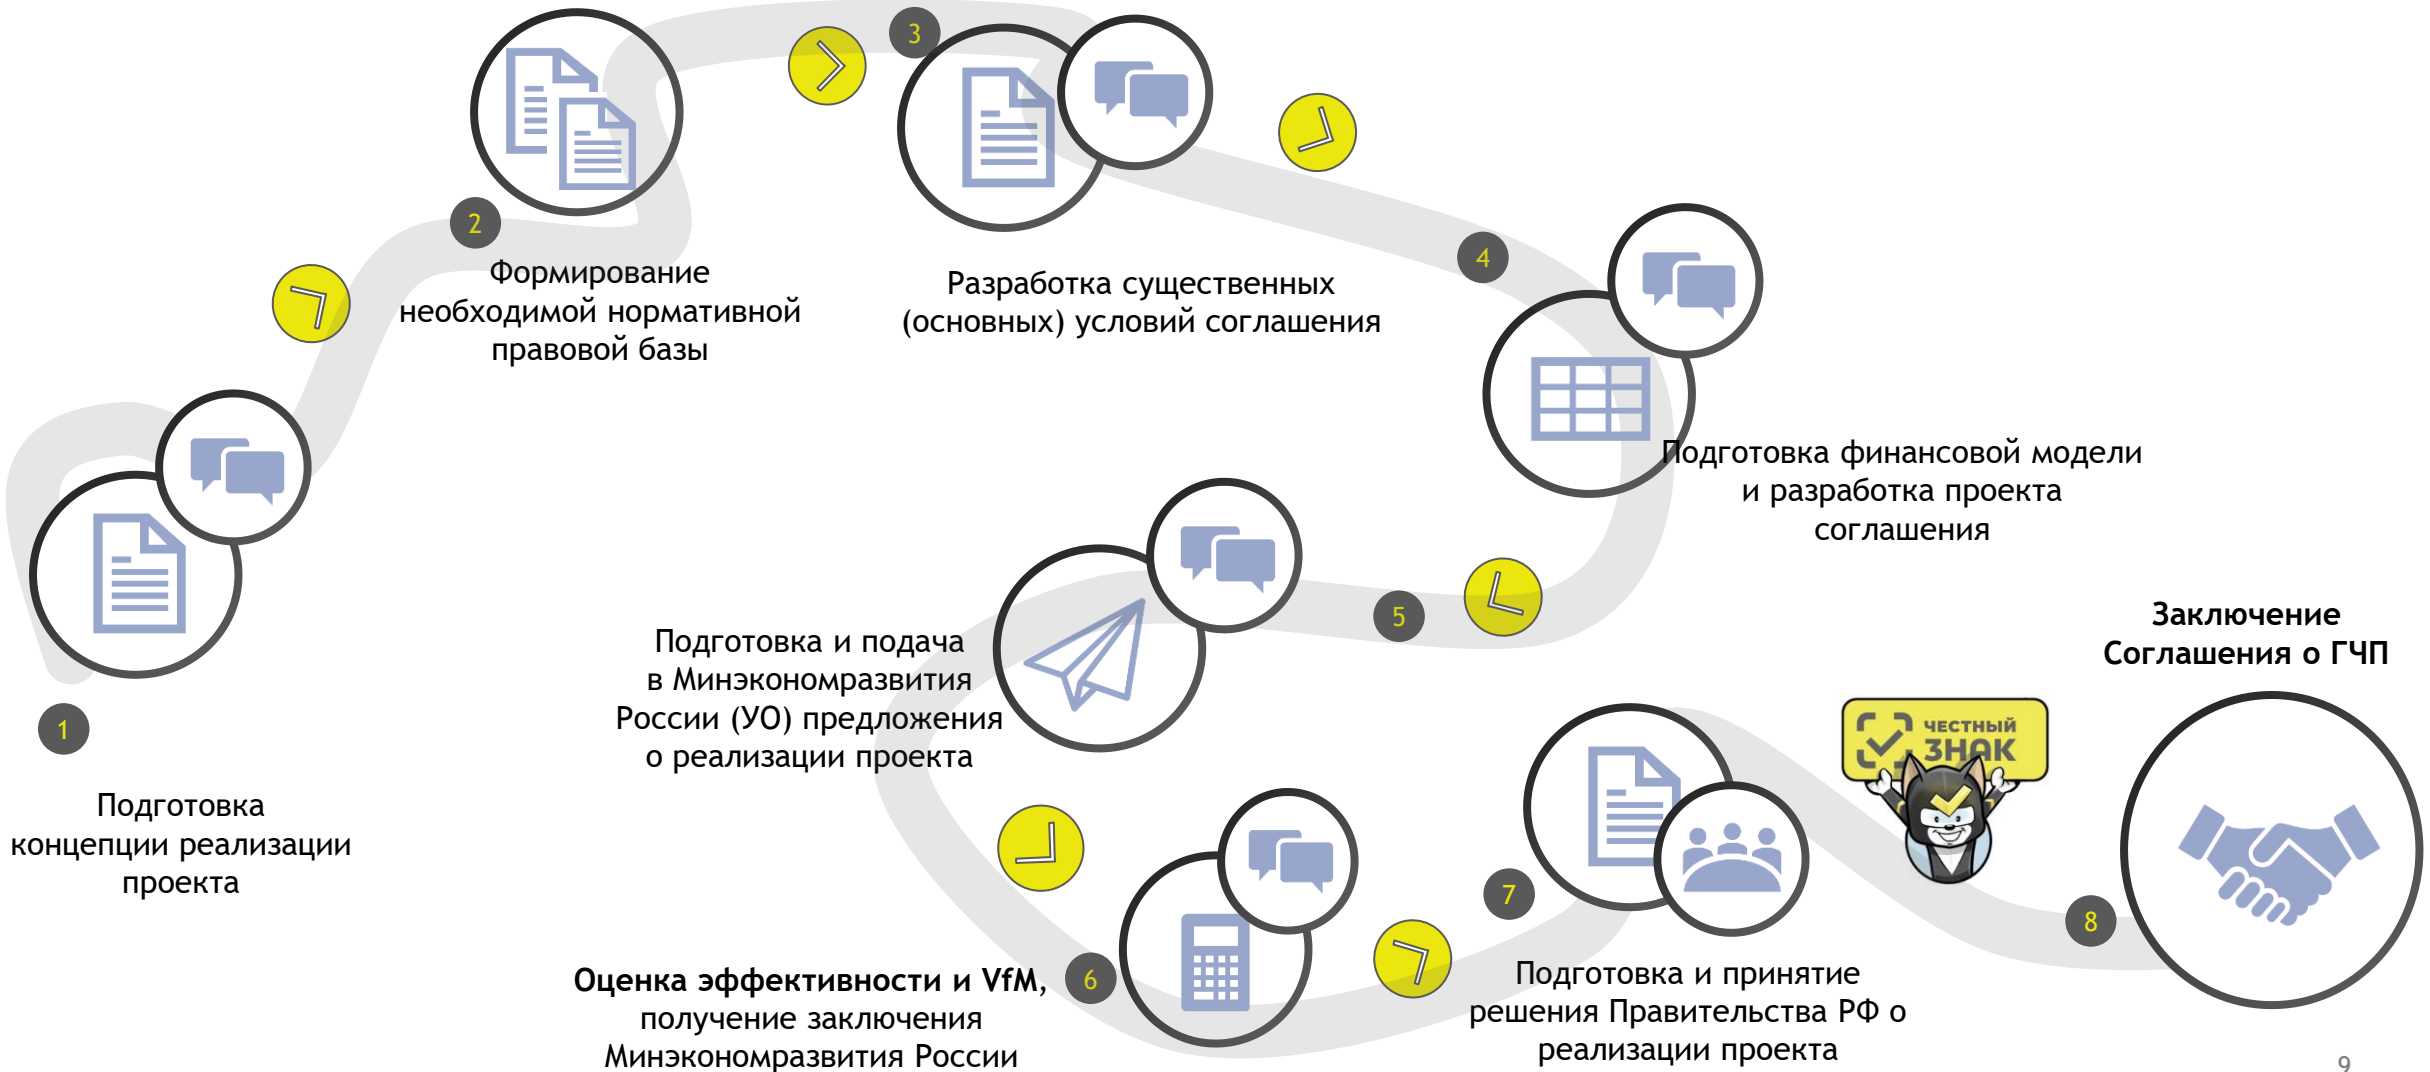 1
Подготовка
концепции реализации
проекта
2
Формирование
необходимой нормативной
правовой базы
3
Разработка существенных
(основных) условий соглашения
4
Подготовка финансовой модели
и разработка проекта
соглашения
5
Подготовка и подача
в Минэкономразвития
России (УО) предложения
о реализации проекта
6
Оценка эффективности и VfM,
получение заключения
Минэкономразвития России
7
Подготовка и принятие
решения Правительства РФ о
реализации проекта
ЧЕСТНЫЙ
ЗНАК
8
Заключение
Соглашения о ГЧП
9